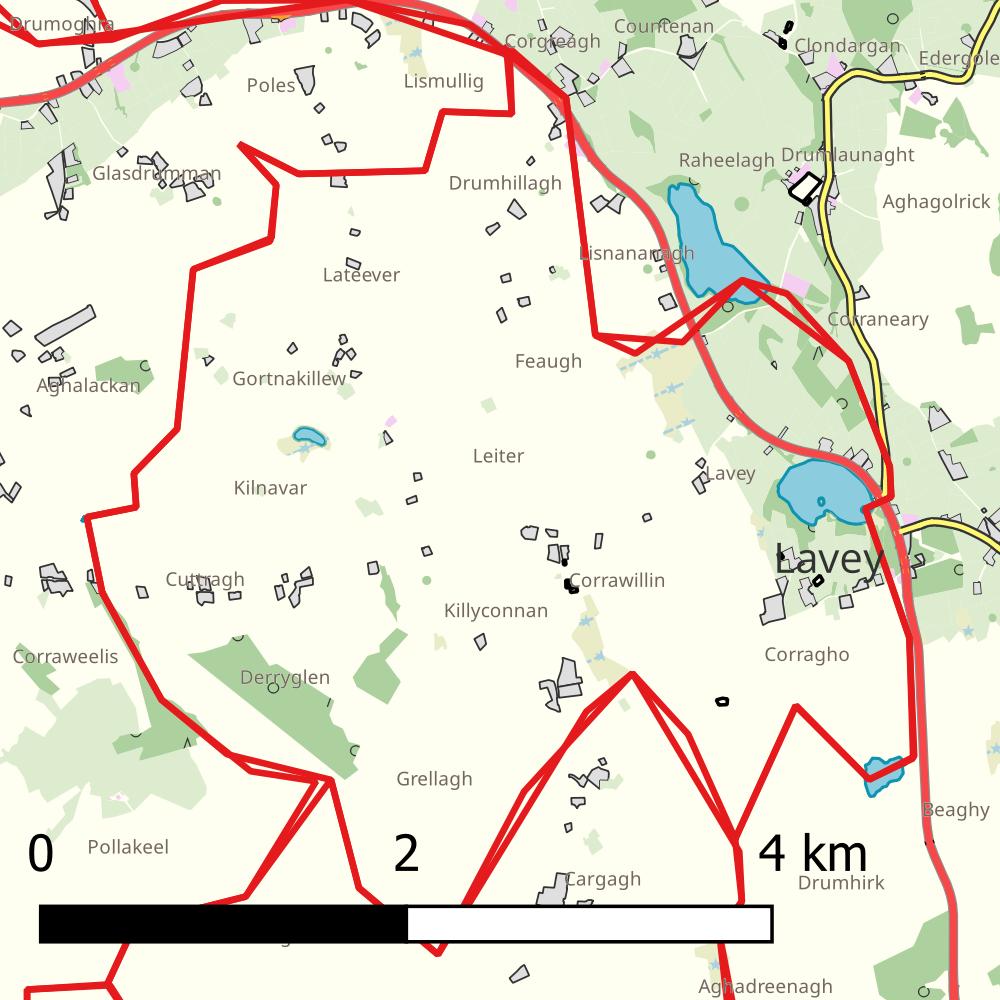 Drumoghra
Corgreagh
Countenan
Clondargan
Edergole
Poles
Lismullig
Glasdrumman
Drumhillagh
Raheelagh
Drumlaunaght
Aghagolrick
Lisnananagh
Lateever
Corraneary
Feaugh
Aghalackan
Gortnakillew
Leiter
Lavey
Kilnavar
Lavey
Cuttragh
Corrawillin
Killyconnan
Corraweelis
Corragho
Derryglen
Grellagh
Beaghy
Pollakeel
0 2 4 km
Cargagh
Drumhirk
Aghadreenagh